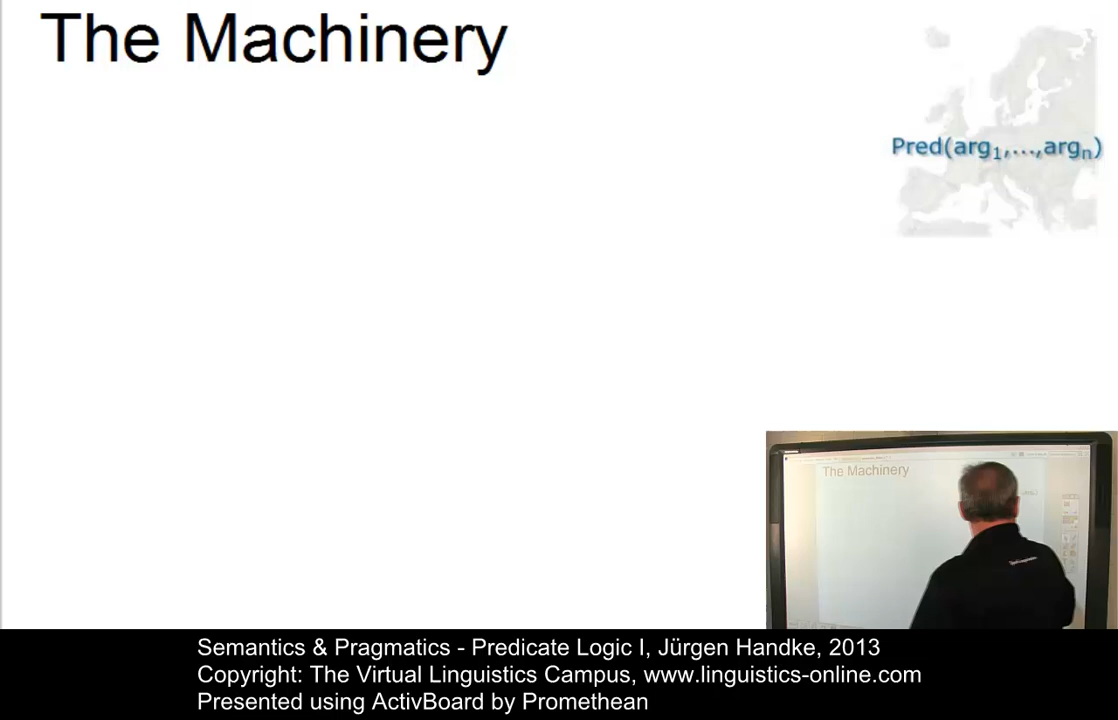 The Machinery
Pred(arg₁,...,argₙ)
The Machinery
Semantics & Pragmatics - Predicate Logic I, Jürgen Handke, 2013
Copyright: The Virtual Linguistics Campus, www.linguistics-online.com
Presented using ActivBoard by Promethean